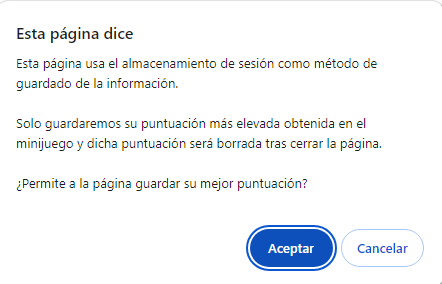 Esta página dice
Esta página usa el almacenamiento de sesión como método de
guardado de la información.
Solo guardaremos su puntuación más elevada obtenida en el
minijuego y dicha puntuación será borrada tras cerrar la página.
¿Permite a la página guardar su mejor puntuación?
Aceptar
Cancelar